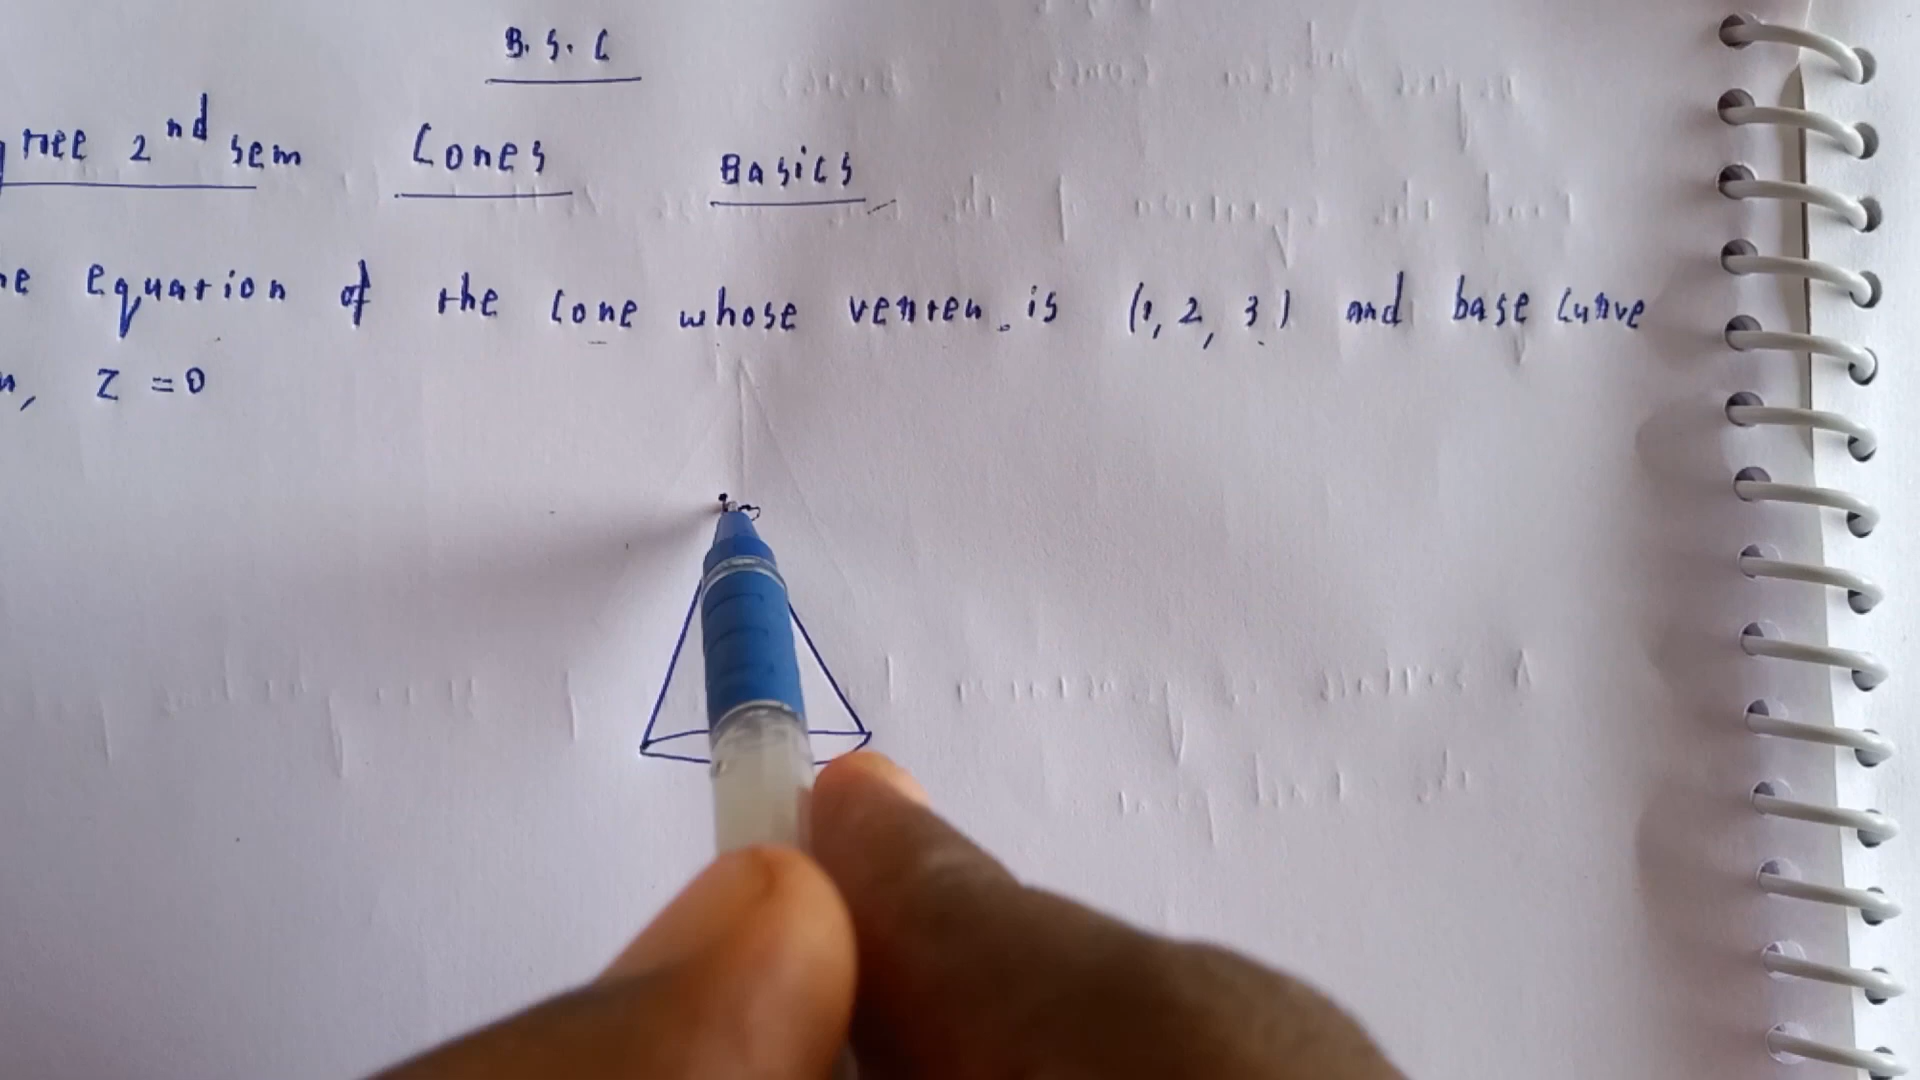 B.S.C
ree 2nd sem Cones Basics
he equation of the cone whose vertex is (1, 2, 3) and base curve
, Z = 0